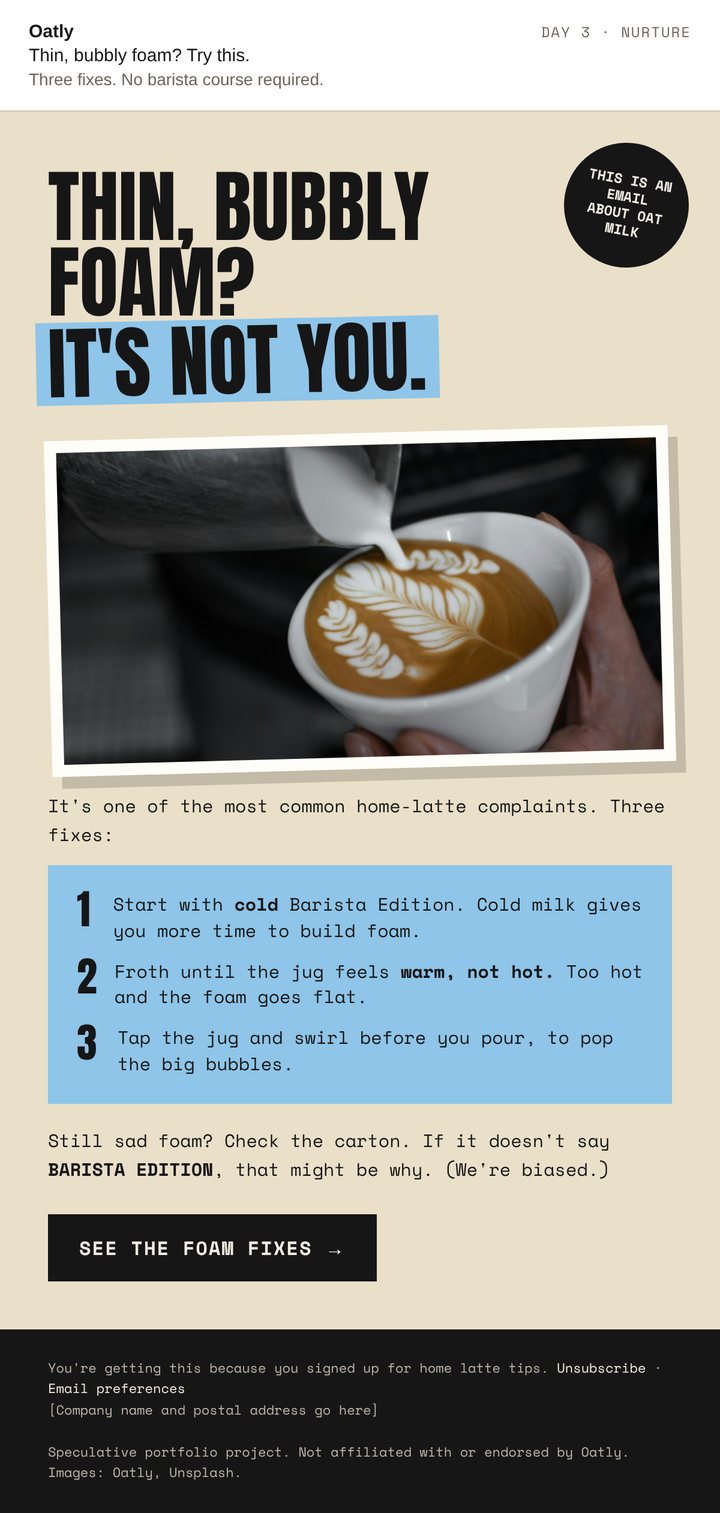 Oatly
DAY 3 · NURTURE
Thin, bubbly foam? Try this.
Three fixes. No barista course required.
THIS IS AN
EMAIL
ABOUT OAT
MILK
THIN, BUBBLY
FOAM?
IT'S NOT YOU.
It's one of the most common home-latte complaints. Three
fixes:
1 Start with cold Barista Edition. Cold milk gives
you more time to build foam.
2 Froth until the jug feels warm, not hot. Too hot
and the foam goes flat.
3 Tap the jug and swirl before you pour, to pop
the big bubbles.
Still sad foam? Check the carton. If it doesn't say
BARISTA EDITION, that might be why. (We're biased.)
SEE THE FOAM FIXES →
You're getting this because you signed up for home latte tips. Unsubscribe ·
Email preferences
[Company name and postal address go here]
Speculative portfolio project. Not affiliated with or endorsed by Oatly.
Images: Oatly, Unsplash.